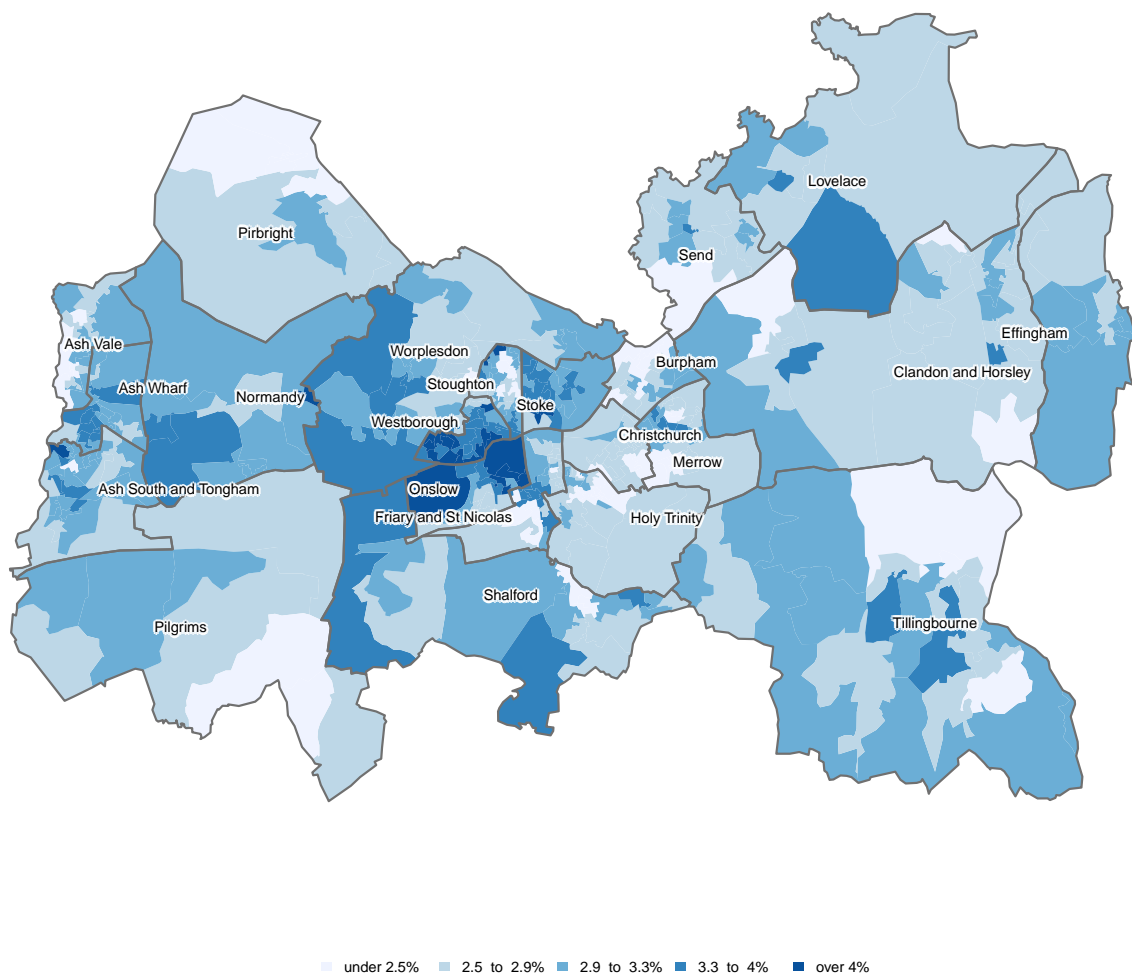 Lovelace
Pirbright
Send
Effingham
Ash Vale
Worplesdon
Burpham
Clandon and Horsley
Ash Wharf
Stoughton
Normandy
Stoke
Westborough
Christchurch
Merrow
Ash South and Tongham
Onslow
Friary and St Nicolas
Holy Trinity
Shalford
Pilgrims
Tillingbourne
under 2.5% 2.5 to 2.9% 2.9 to 3.3% 3.3 to 4% over 4%